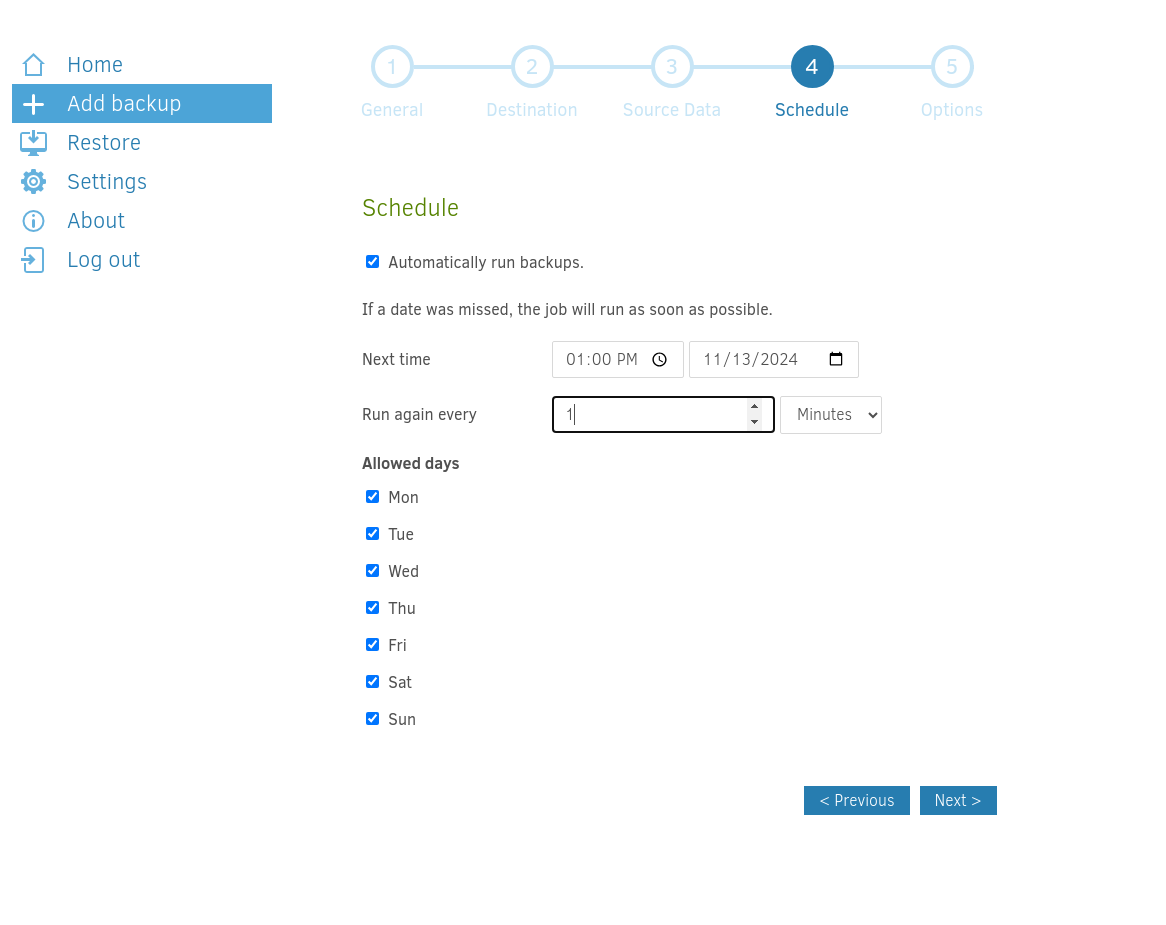 Home
Add backup
Restore
Settings
About
Log out
1 2 3 4 5
General Destination Source Data Schedule Options
Schedule
Automatically run backups.
If a date was missed, the job will run as soon as possible.
Next time 01:00 PM 11/13/2024
Run again every 1 Minutes
Allowed days
Mon
Tue
Wed
Thu
Fri
Sat
Sun
< Previous Next >